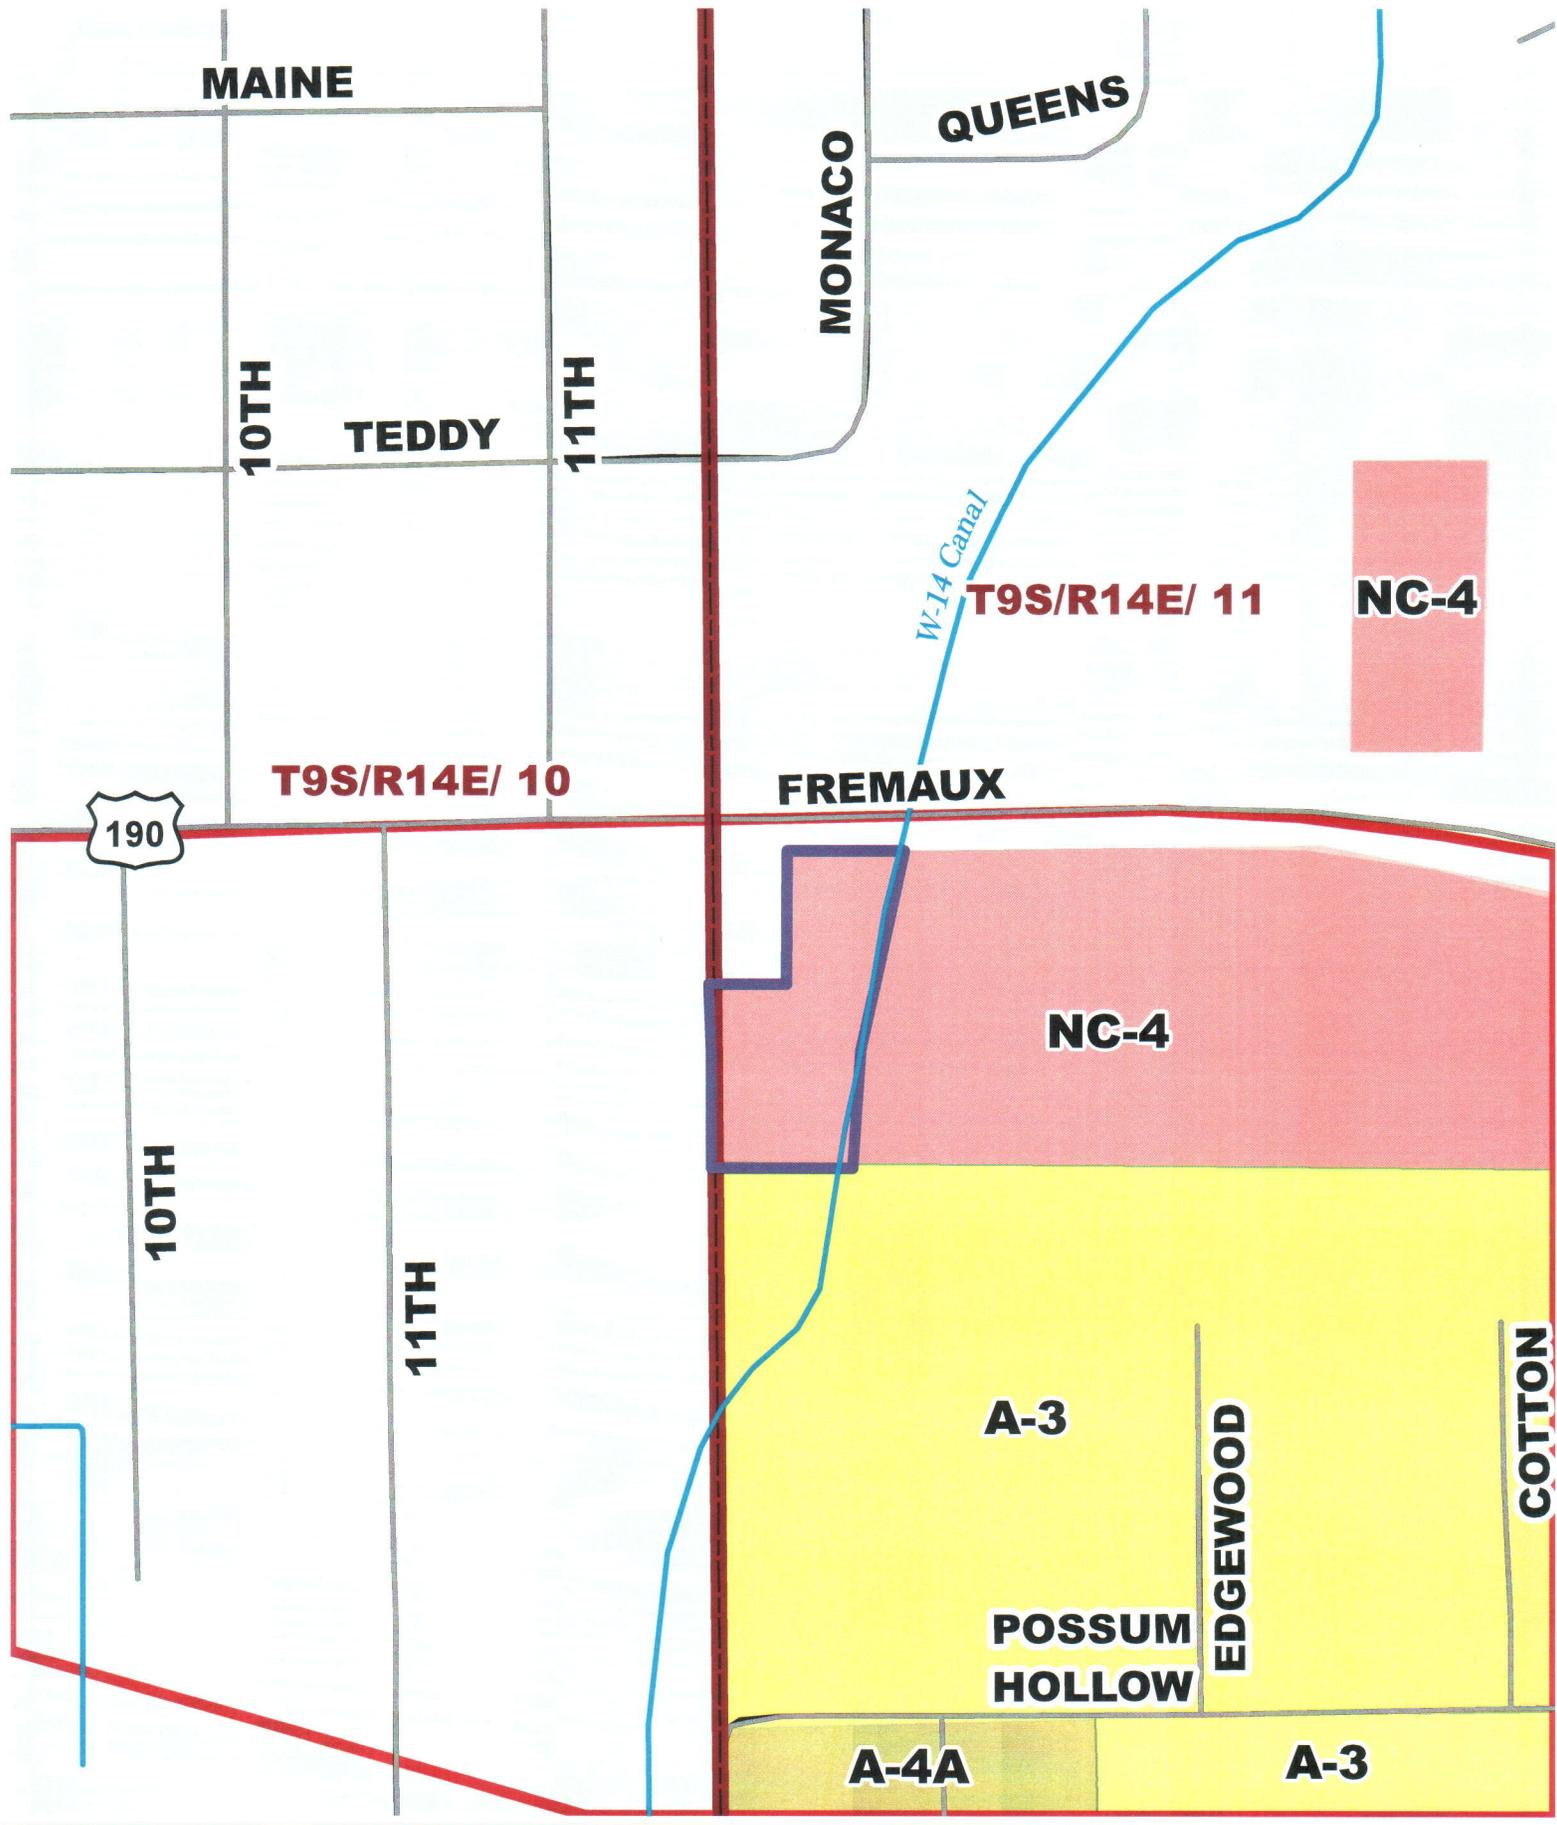 MAINE
QUEENS
MONACO
10TH
TEDDY
11TH
W-14 Canal
T9S/R14E/ 11
NC-4
T9S/R14E/ 10
FREMAUX
190
NC-4
10TH
11TH
A-3
EDGEWOOD
COTTON
POSSUM
HOLLOW
A-4A
A-3